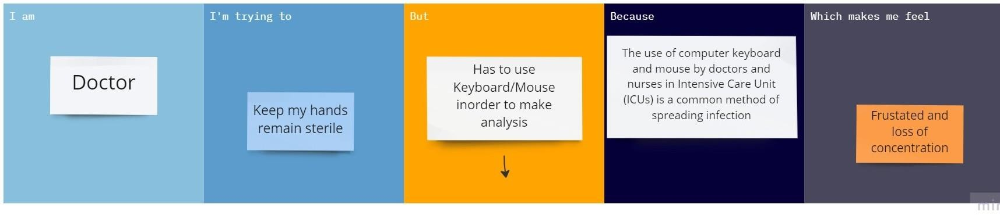 I am
Doctor
I'm trying to
Keep my hands
remain sterile
But
Has to use
Keyboard/Mouse
inorder to make
analysis
Because
The use of computer keyboard
and mouse by doctors and
nurses in Intensive Care Unit
(ICUs) is a common method of
spreading infection
Which makes me feel
Frustated and
loss of
concentration